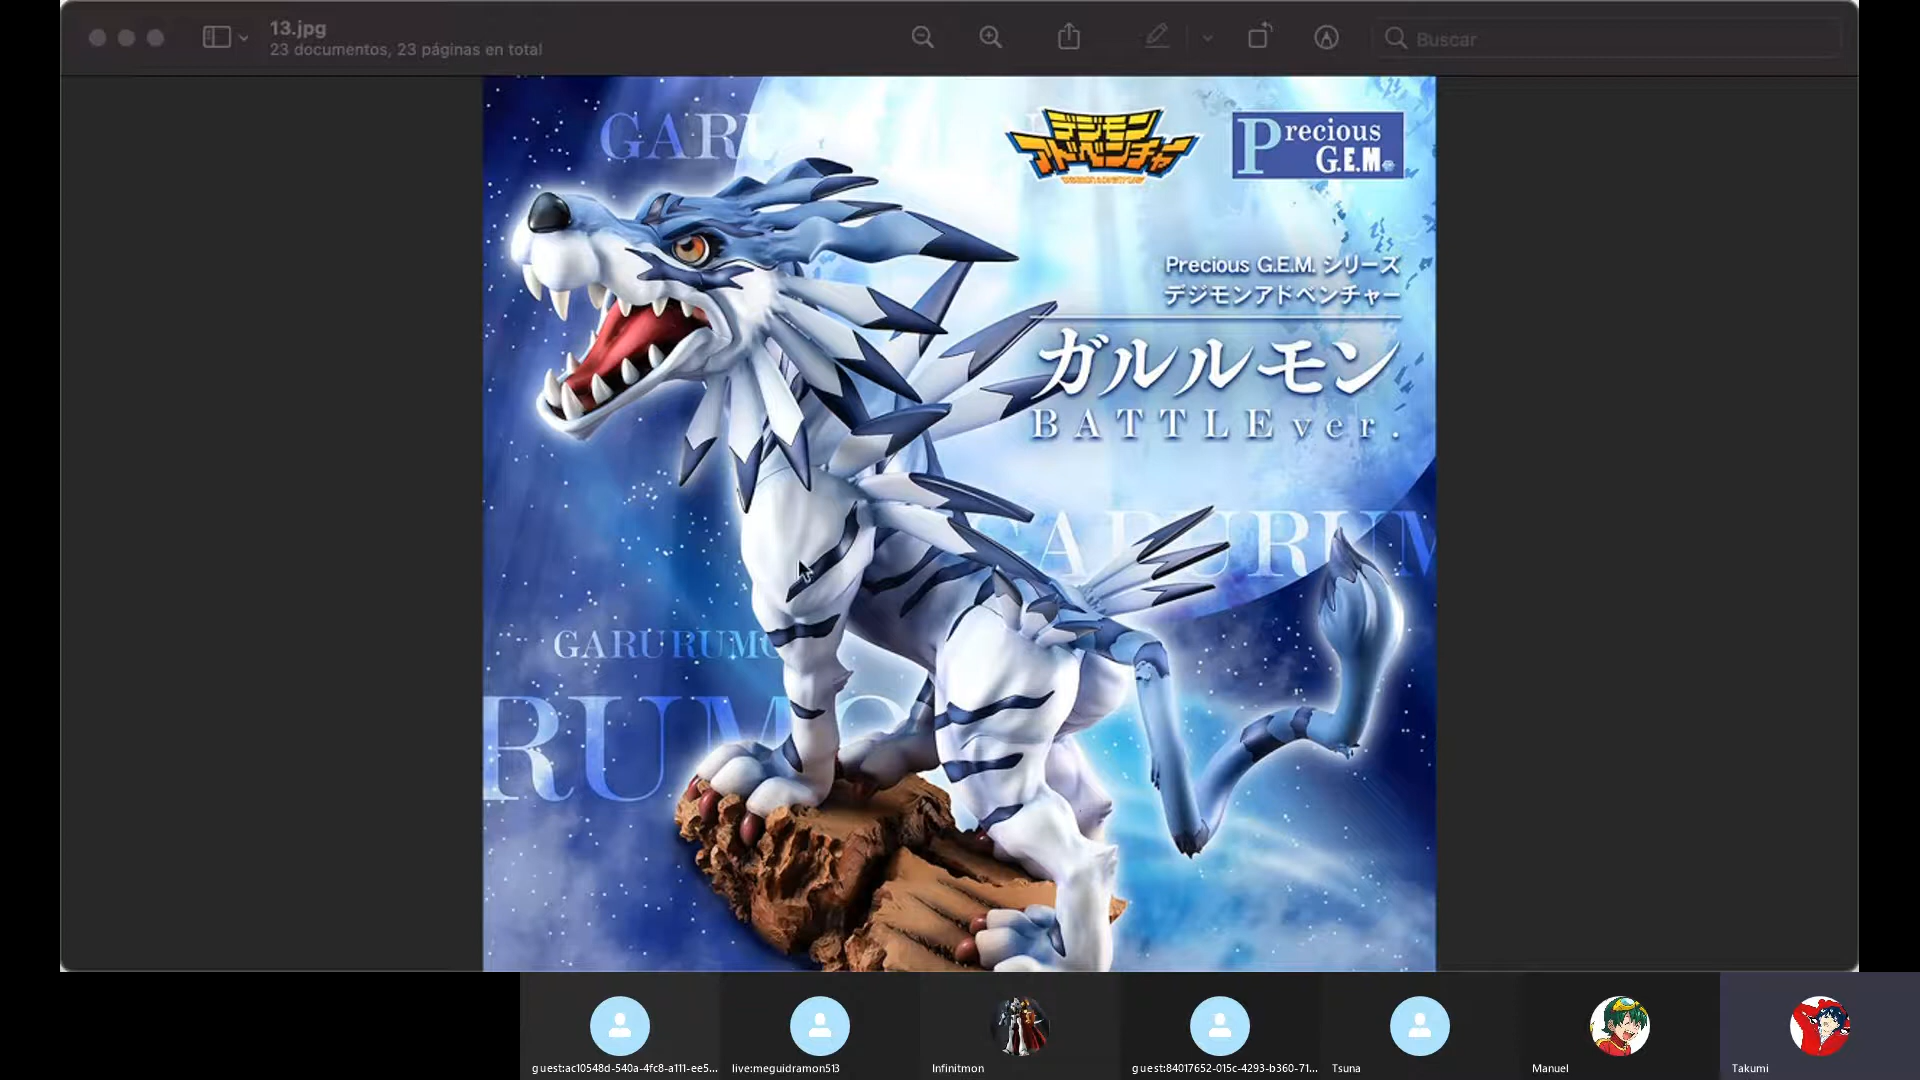 13.jpg
23 documentos, 23 páginas en total
Buscar
GARU
デジモン
アドベンチャー
Precious
G.E.M.
Precious G.E.M. シリーズ
デジモンアドベンチャー
ガルルモン
BATTLE ver.
GARURUM
GARURUMO
RUMO
guest:ac10548d-540a-4fc8-a111-ee5...
live:meguidramon513
Infinitmon
guest:84017652-015c-4293-b360-71...
Tsuna
Manuel
Takumi